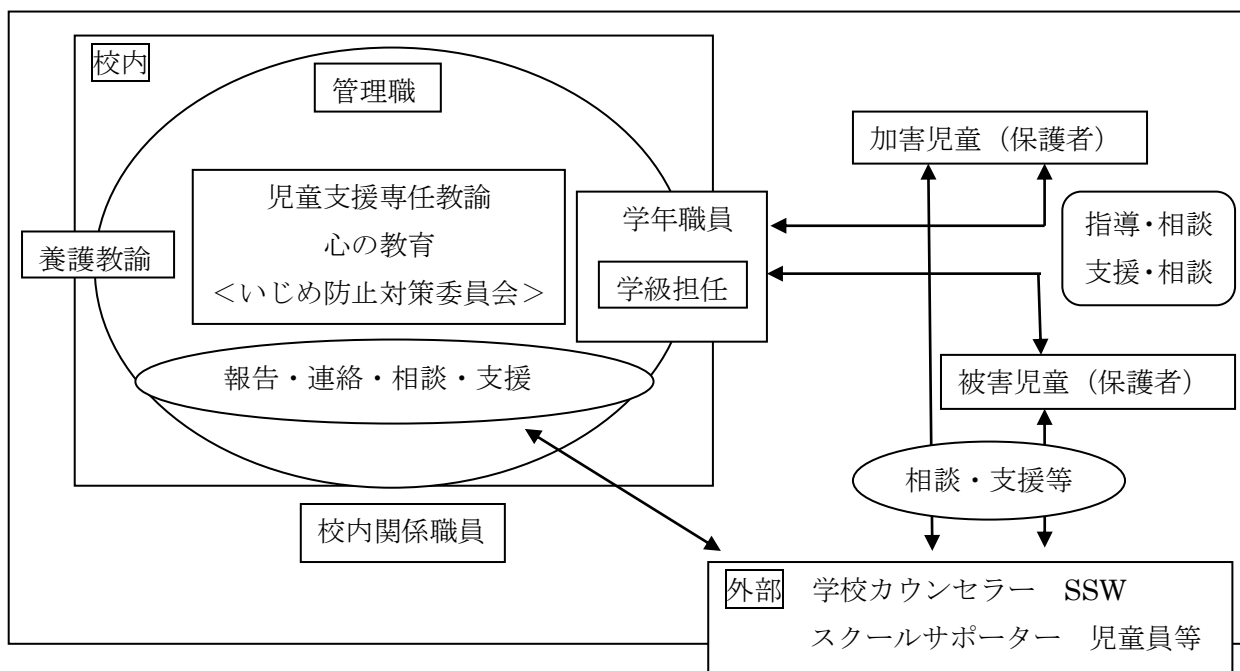 校内
管理職
児童支援専任教諭
心の教育
＜いじめ防止対策委員会＞
養護教諭
学年職員
学級担任
報告・連絡・相談・支援
校内関係職員
加害児童（保護者）
指導・相談
支援・相談
被害児童（保護者）
相談・支援等
外部　学校カウンセラー　SSW
スクールサポーター　児童員等